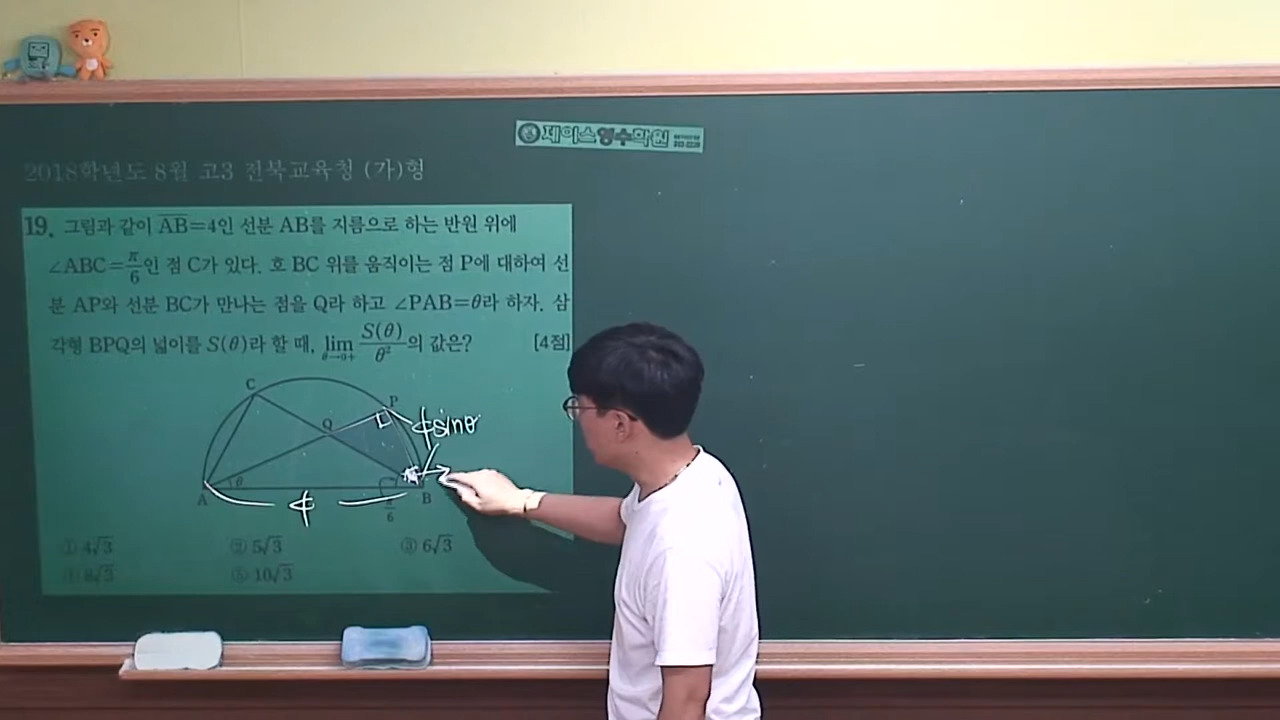 제이스영수학원
2018학년도 8월 고3 전북교육청 (가)형
19. 그림과 같이 AB=4인 선분 AB를 지름으로 하는 반원 위에
∠ABC=π/6인 점 C가 있다. 호 BC 위를 움직이는 점 P에 대하여 선
분 AP와 선분 BC가 만나는 점을 Q라 하고 ∠PAB=θ라 하자. 삼
각형 BPQ의 넓이를 S(θ)라 할 때, lim θ→0+ S(θ)/θ² 의 값은? [4점]
C
P
Q
4sinθ
A
θ
B
4
π/6
① 4√3 ② 5√3 ③ 6√3
④ 8√3 ⑤ 10√3